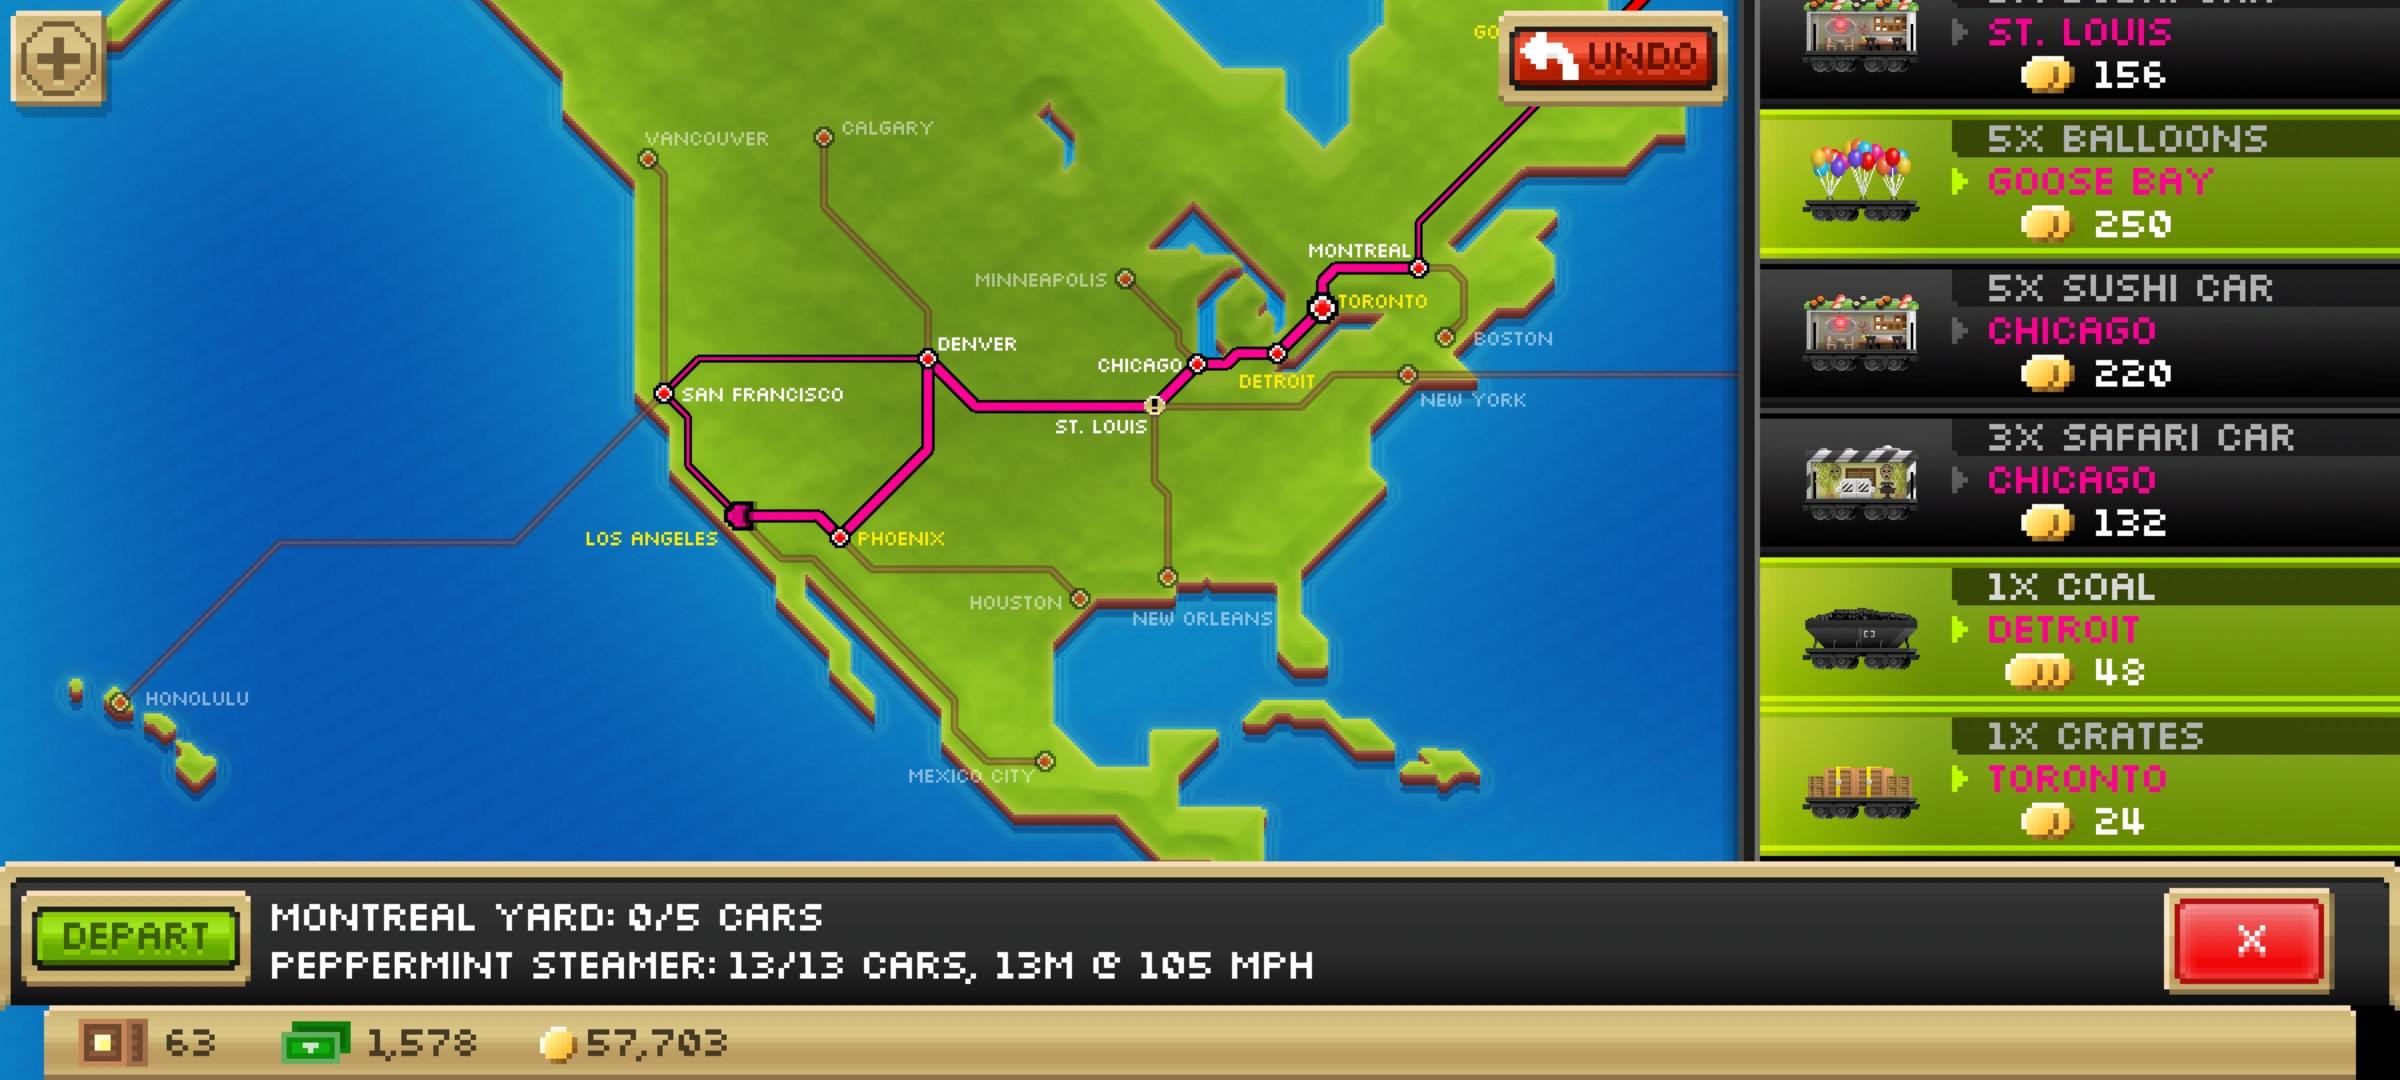 GO
UNDO
VANCOUVER
CALGARY
MINNEAPOLIS
MONTREAL
TORONTO
DENVER
CHICAGO
BOSTON
DETROIT
SAN FRANCISCO
NEW YORK
ST. LOUIS
LOS ANGELES
PHOENIX
HOUSTON
NEW ORLEANS
HONOLULU
MEXICO CITY
ST. LOUIS
156
5X BALLOONS
GOOSE BAY
250
5X SUSHI CAR
CHICAGO
220
3X SAFARI CAR
CHICAGO
132
1X COAL
DETROIT
48
1X CRATES
TORONTO
24
DEPART
MONTREAL YARD: 0/5 CARS
PEPPERMINT STEAMER: 13/13 CARS, 13M @ 105 MPH
X
63
1,578
57,703